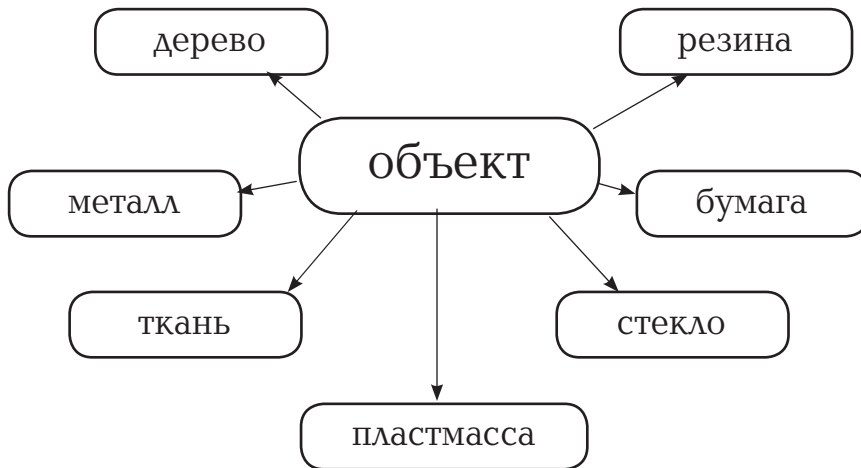 дерево
резина
объект
металл
бумага
ткань
стекло
пластмасса